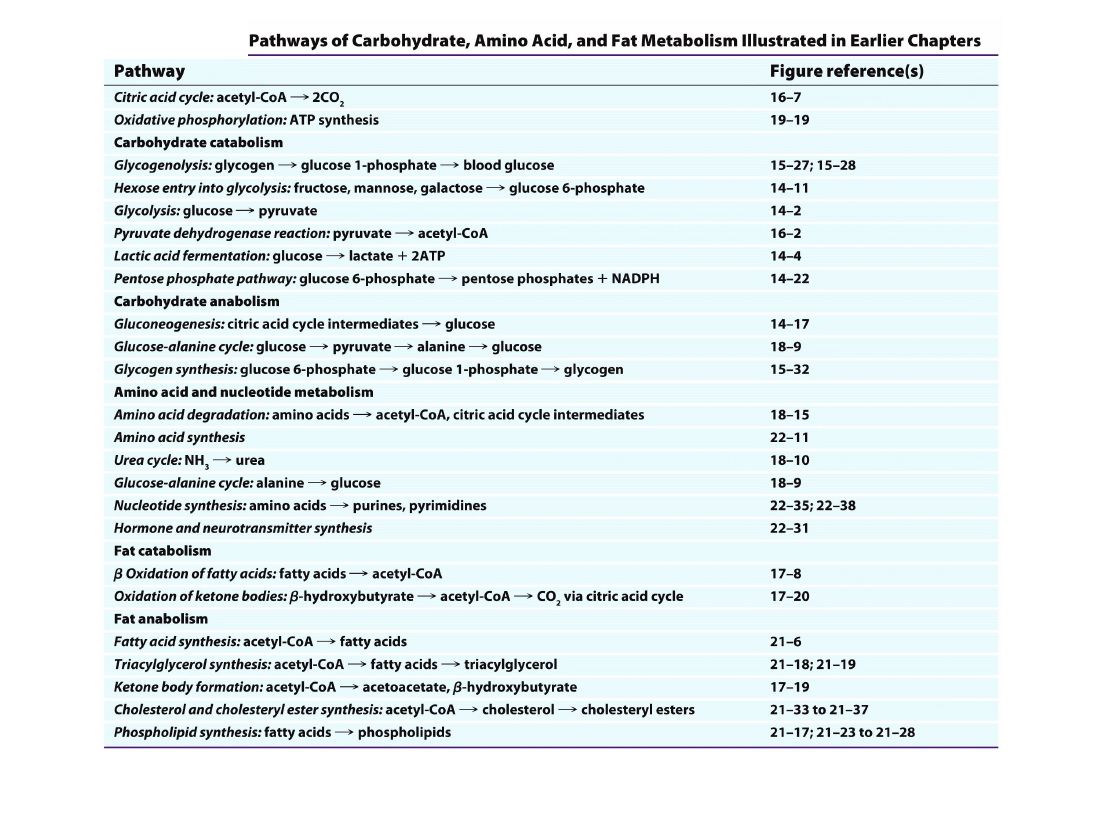 Pathways of Carbohydrate, Amino Acid, and Fat Metabolism Illustrated in Earlier Chapters
Pathway Figure reference(s)
Citric acid cycle: acetyl-CoA → 2CO₂ 16–7
Oxidative phosphorylation: ATP synthesis 19–19
Carbohydrate catabolism
Glycogenolysis: glycogen → glucose 1-phosphate → blood glucose 15–27; 15–28
Hexose entry into glycolysis: fructose, mannose, galactose → glucose 6-phosphate 14–11
Glycolysis: glucose → pyruvate 14–2
Pyruvate dehydrogenase reaction: pyruvate → acetyl-CoA 16–2
Lactic acid fermentation: glucose → lactate + 2ATP 14–4
Pentose phosphate pathway: glucose 6-phosphate → pentose phosphates + NADPH 14–22
Carbohydrate anabolism
Gluconeogenesis: citric acid cycle intermediates → glucose 14–17
Glucose-alanine cycle: glucose → pyruvate → alanine → glucose 18–9
Glycogen synthesis: glucose 6-phosphate → glucose 1-phosphate → glycogen 15–32
Amino acid and nucleotide metabolism
Amino acid degradation: amino acids → acetyl-CoA, citric acid cycle intermediates 18–15
Amino acid synthesis 22–11
Urea cycle: NH₃ → urea 18–10
Glucose-alanine cycle: alanine → glucose 18–9
Nucleotide synthesis: amino acids → purines, pyrimidines 22–35; 22–38
Hormone and neurotransmitter synthesis 22–31
Fat catabolism
β Oxidation of fatty acids: fatty acids → acetyl-CoA 17–8
Oxidation of ketone bodies: β-hydroxybutyrate → acetyl-CoA → CO₂ via citric acid cycle 17–20
Fat anabolism
Fatty acid synthesis: acetyl-CoA → fatty acids 21–6
Triacylglycerol synthesis: acetyl-CoA → fatty acids → triacylglycerol 21–18; 21–19
Ketone body formation: acetyl-CoA → acetoacetate, β-hydroxybutyrate 17–19
Cholesterol and cholesteryl ester synthesis: acetyl-CoA → cholesterol → cholesteryl esters 21–33 to 21–37
Phospholipid synthesis: fatty acids → phospholipids 21–17; 21–23 to 21–28